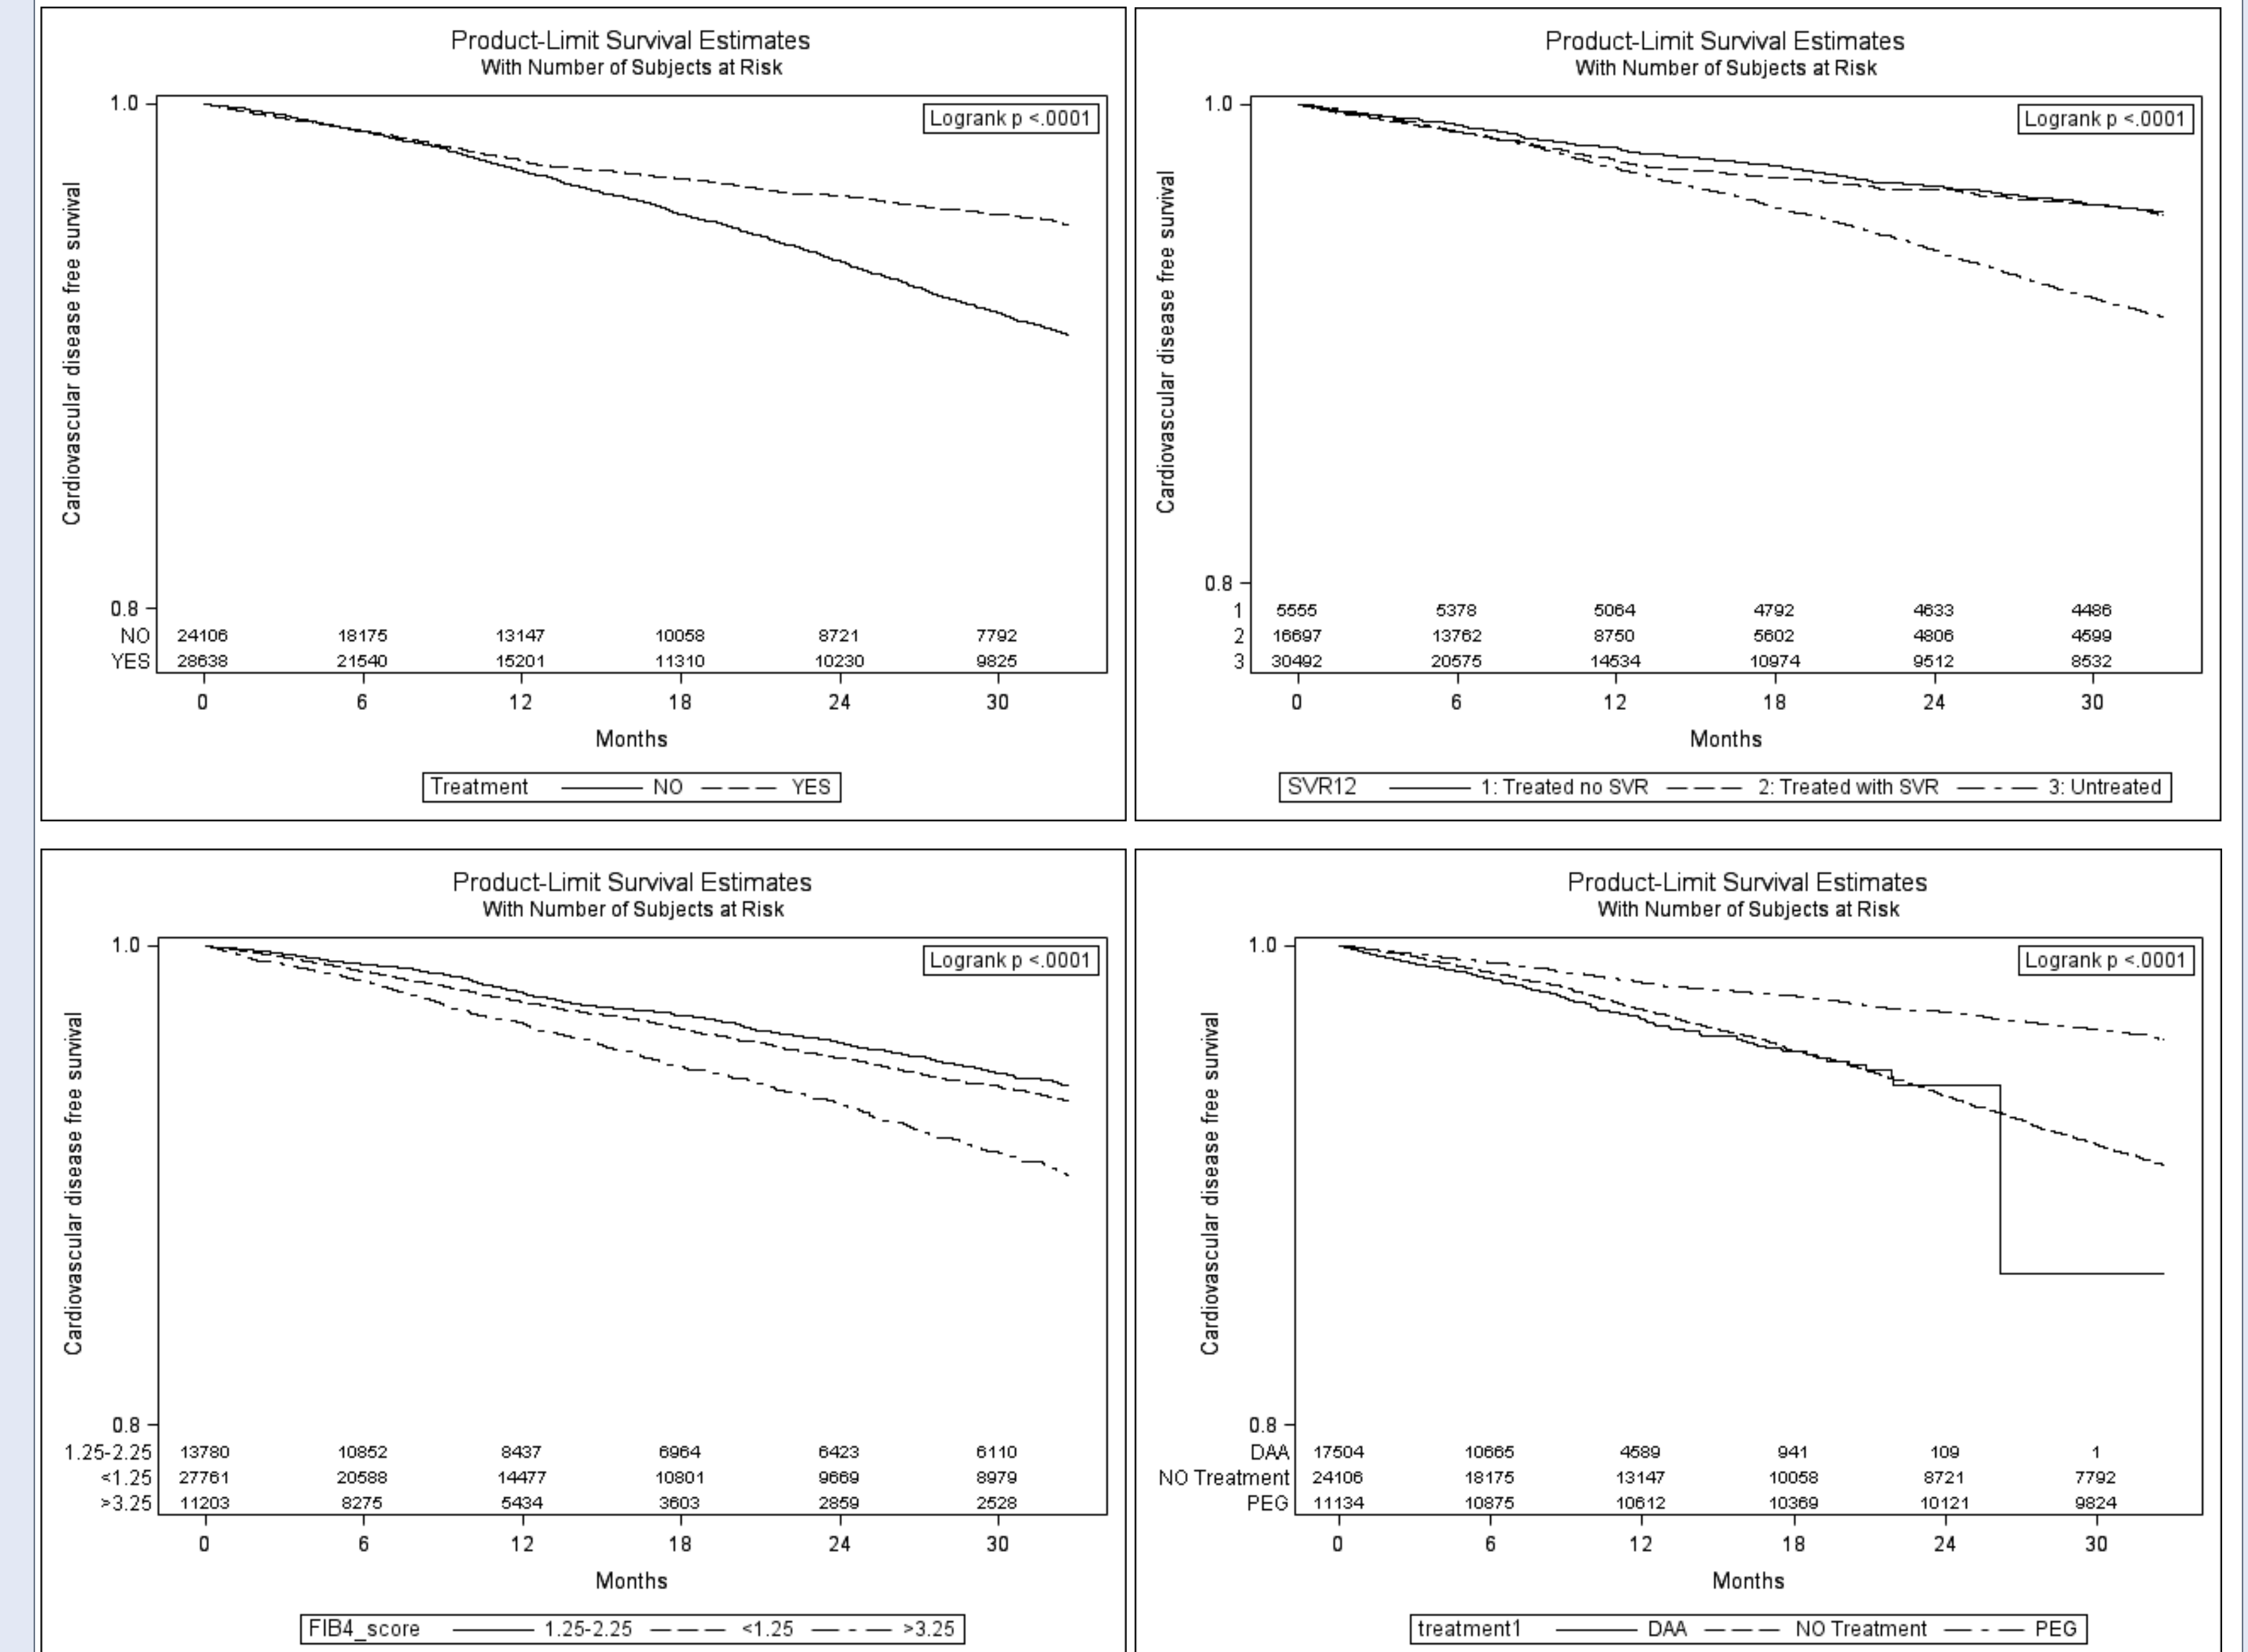 Product-Limit Survival Estimates
With Number of Subjects at Risk
1.0
Logrank p <.0001
Cardiovascular disease free survival
0.8
NO 24106 18175 13147 10058 8721 7792
YES 28638 21540 15201 11310 10230 9825
0 6 12 18 24 30
Months
Treatment NO YES
Product-Limit Survival Estimates
With Number of Subjects at Risk
1.0
Logrank p <.0001
Cardiovascular disease free survival
0.8
1 5555 5378 5064 4792 4633 4486
2 16697 13762 8750 5602 4806 4599
3 30492 20575 14534 10974 9512 8532
0 6 12 18 24 30
Months
SVR12 1: Treated no SVR 2: Treated with SVR 3: Untreated
Product-Limit Survival Estimates
With Number of Subjects at Risk
1.0
Logrank p <.0001
Cardiovascular disease free survival
0.8
1.25-2.25 13780 10852 8437 6964 6423 6110
<1.25 27761 20588 14477 10801 9669 8979
>3.25 11203 8275 5434 3603 2859 2528
0 6 12 18 24 30
Months
FIB4_score 1.25-2.25 <1.25 >3.25
Product-Limit Survival Estimates
With Number of Subjects at Risk
1.0
Logrank p <.0001
Cardiovascular disease free survival
0.8
DAA 17504 10665 4589 941 109 1
NO Treatment 24106 18175 13147 10058 8721 7792
PEG 11134 10875 10612 10369 10121 9824
0 6 12 18 24 30
Months
treatment1 DAA NO Treatment PEG